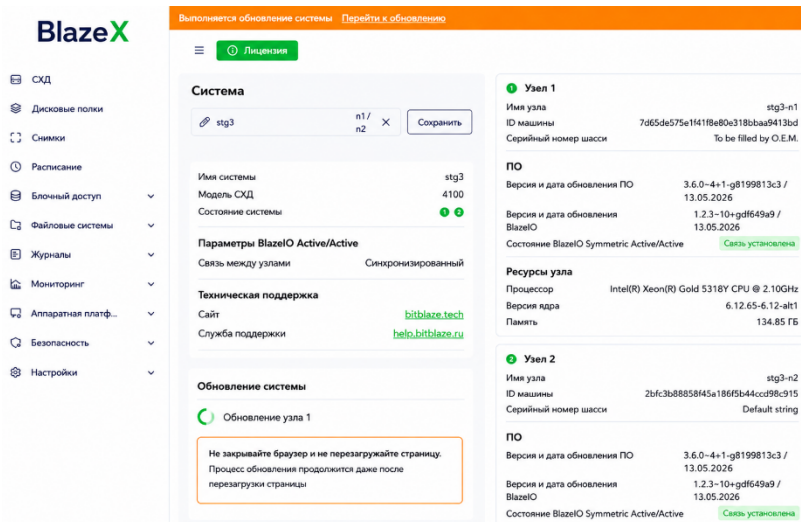 BlazeX
Выполняется обновление системы Перейти к обновлению
Лицензия
СХД
Дисковые полки
Снимки
Расписание
Блочный доступ
Файловые системы
Журналы
Мониторинг
Аппаратная платф...
Безопасность
Настройки
Система
stg3 n1/
n2
Сохранить
Имя системы stg3
Модель СХД 4100
Состояние системы 1 2
Параметры BlazeIO Active/Active
Связь между узлами Синхронизированный
Техническая поддержка
Сайт bitblaze.tech
Служба поддержки help.bitblaze.ru
Обновление системы
Обновление узла 1
Не закрывайте браузер и не перезагружайте страницу.
Процесс обновления продолжится даже после
перезагрузки страницы
1 Узел 1
Имя узла stg3-n1
ID машины 7d65de575e1f41f8e80e318bbaa9413bd
Серийный номер шасси To be filled by O.E.M.
ПО
Версия и дата обновления ПО 3.6.0~4+1-g8199813c3 /
13.05.2026
Версия и дата обновления 1.2.3~10+gdf649a9 /
BlazeIO 13.05.2026
Состояние BlazeIO Symmetric Active/Active Связь установлена
Ресурсы узла
Процессор Intel(R) Xeon(R) Gold 5318Y CPU @ 2.10GHz
Версия ядра 6.12.65-6.12-alt1
Память 134.85 ГБ
2 Узел 2
Имя узла stg3-n2
ID машины 2bfc3b88858f45a186f5b44ccd98c915
Серийный номер шасси Default string
ПО
Версия и дата обновления ПО 3.6.0~4+1-g8199813c3 /
13.05.2026
Версия и дата обновления 1.2.3~10+gdf649a9 /
BlazeIO 13.05.2026
Состояние BlazeIO Symmetric Active/Active Связь установлена